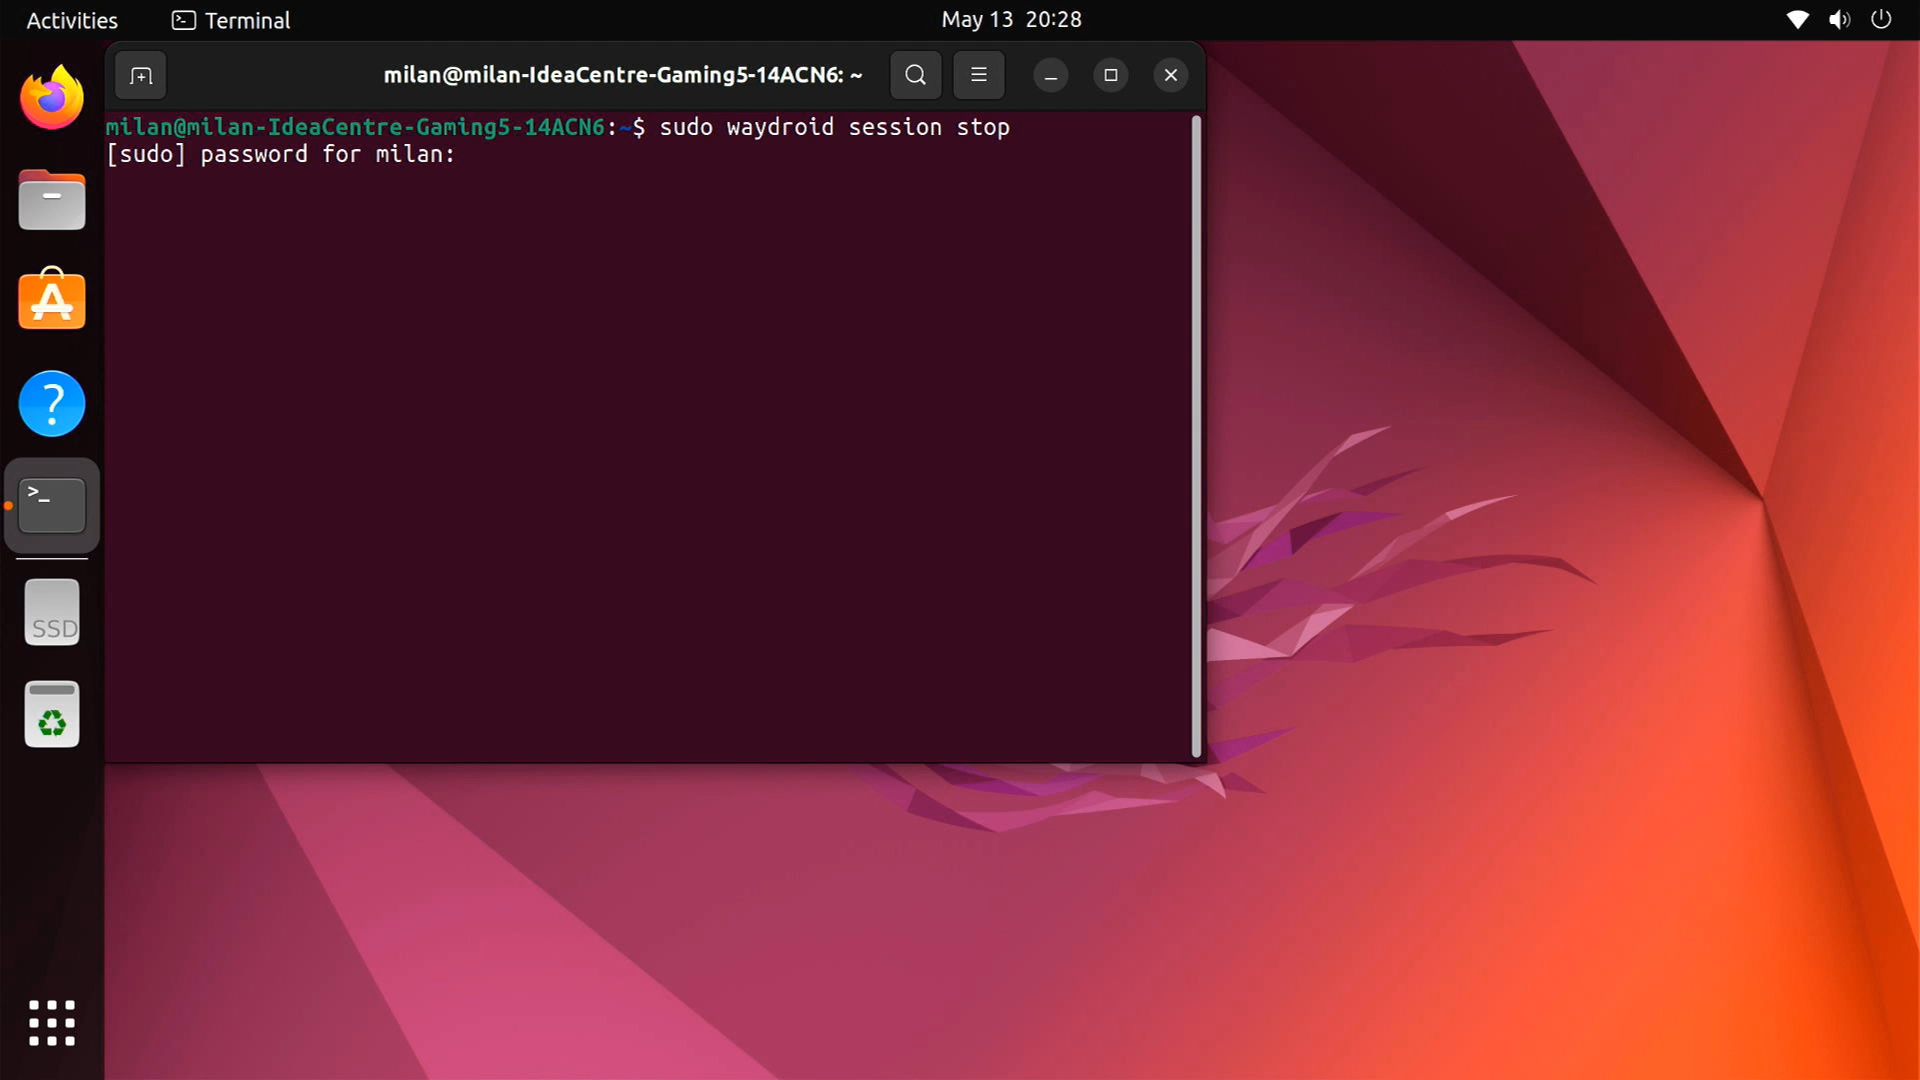 Activities Terminal May 13 20:28
milan@milan-IdeaCentre-Gaming5-14ACN6: ~
milan@milan-IdeaCentre-Gaming5-14ACN6:~$ sudo waydroid session stop
[sudo] password for milan:
SSD